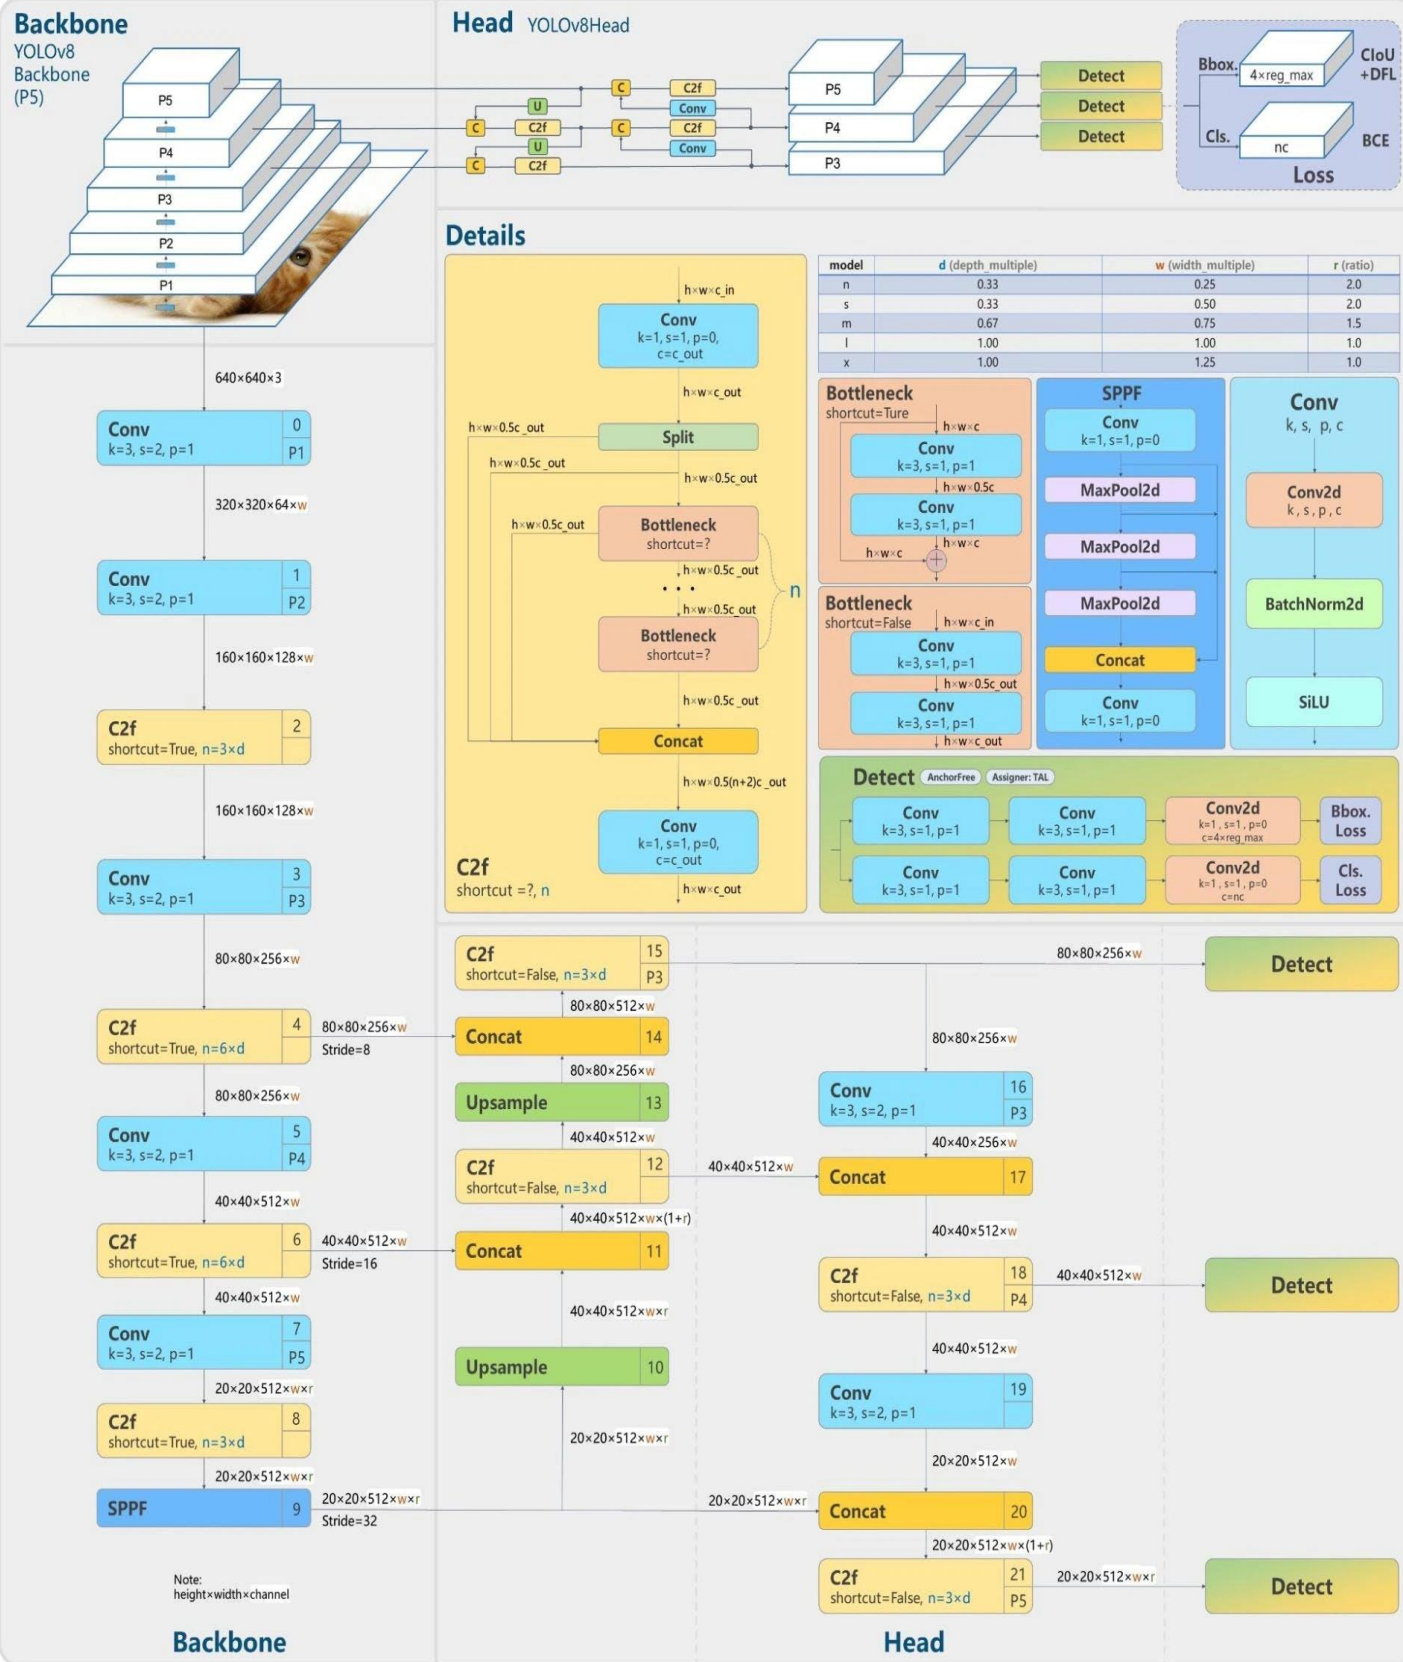 Backbone
YOLOv8
Backbone
(P5)
P5
P4
P3
P2
P1
Head YOLOv8Head
C
C2f
U
Conv
C
C2f
C
C2f
U
Conv
C
C2f
P5
P4
P3
Detect
Detect
Detect
Bbox.
4×reg_max
CIoU
+DFL
Cls.
nc
BCE
Loss
Details
h×w×c_in
Conv
k=1, s=1, p=0,
c=c_out
h×w×c_out
h×w×0.5c_out
Split
h×w×0.5c_out
h×w×0.5c_out
h×w×0.5c_out
Bottleneck
shortcut=?
h×w×0.5c_out
• • •
n
h×w×0.5c_out
Bottleneck
shortcut=?
h×w×0.5c_out
Concat
h×w×0.5(n+2)c_out
Conv
k=1, s=1, p=0,
c=c_out
C2f
shortcut =?, n
h×w×c_out
model d (depth_multiple) w (width_multiple) r (ratio)
n 0.33 0.25 2.0
s 0.33 0.50 2.0
m 0.67 0.75 1.5
l 1.00 1.00 1.0
x 1.00 1.25 1.0
Bottleneck
shortcut=Ture
h×w×c
Conv
k=3, s=1, p=1
h×w×0.5c
Conv
k=3, s=1, p=1
h×w×c
h×w×c
+
Bottleneck
shortcut=False
h×w×c_in
Conv
k=3, s=1, p=1
h×w×0.5c_out
Conv
k=3, s=1, p=1
h×w×c_out
SPPF
Conv
k=1, s=1, p=0
MaxPool2d
MaxPool2d
MaxPool2d
Concat
Conv
k=1, s=1, p=0
Conv
k, s, p, c
Conv2d
k, s, p, c
BatchNorm2d
SiLU
Detect AnchorFree Assigner: TAL
Conv
k=3, s=1, p=1
Conv
k=3, s=1, p=1
Conv2d
k=1, s=1, p=0
c=4×reg_max
Bbox.
Loss
Conv
k=3, s=1, p=1
Conv
k=3, s=1, p=1
Conv2d
k=1, s=1, p=0
c=nc
Cls.
Loss
640×640×3
Conv 0
k=3, s=2, p=1 P1
320×320×64×w
Conv 1
k=3, s=2, p=1 P2
160×160×128×w
C2f 2
shortcut=True, n=3×d
160×160×128×w
Conv 3
k=3, s=2, p=1 P3
80×80×256×w
C2f 4
shortcut=True, n=6×d
80×80×256×w
Stride=8
80×80×256×w
Conv 5
k=3, s=2, p=1 P4
40×40×512×w
C2f 6
shortcut=True, n=6×d
40×40×512×w
Stride=16
40×40×512×w
Conv 7
k=3, s=2, p=1 P5
20×20×512×w×r
C2f 8
shortcut=True, n=3×d
20×20×512×w×r
SPPF 9
20×20×512×w×r
Stride=32
Note:
height×width×channel
Backbone
C2f 15
shortcut=False, n=3×d P3
80×80×512×w
Concat 14
80×80×256×w
Upsample 13
40×40×512×w
C2f 12
shortcut=False, n=3×d
40×40×512×w×(1+r)
Concat 11
40×40×512×w×r
Upsample 10
20×20×512×w×r
80×80×256×w
Detect
80×80×256×w
Conv 16
k=3, s=2, p=1 P3
40×40×256×w
40×40×512×w
Concat 17
40×40×512×w
C2f 18
shortcut=False, n=3×d P4
40×40×512×w
Detect
40×40×512×w
Conv 19
k=3, s=2, p=1
20×20×512×w
20×20×512×w×r
Concat 20
20×20×512×w×(1+r)
C2f 21
shortcut=False, n=3×d P5
20×20×512×w×r
Detect
Head